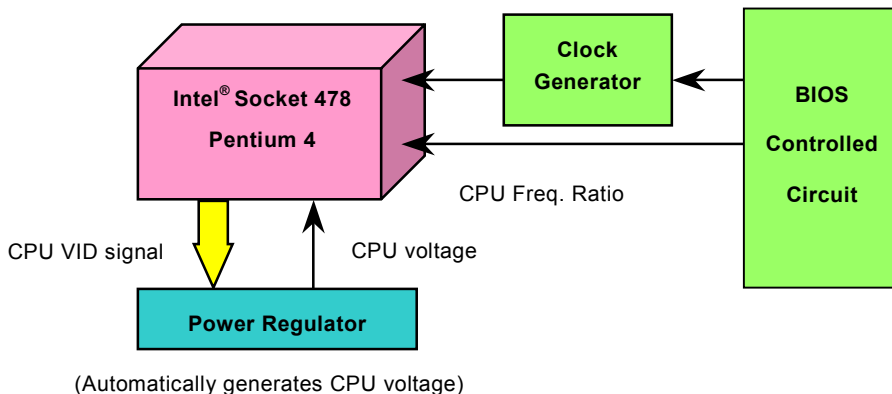 Intel® Socket 478
Pentium 4
Clock
Generator
BIOS
Controlled
Circuit
CPU Freq. Ratio
CPU VID signal
CPU voltage
Power Regulator
(Automatically generates CPU voltage)